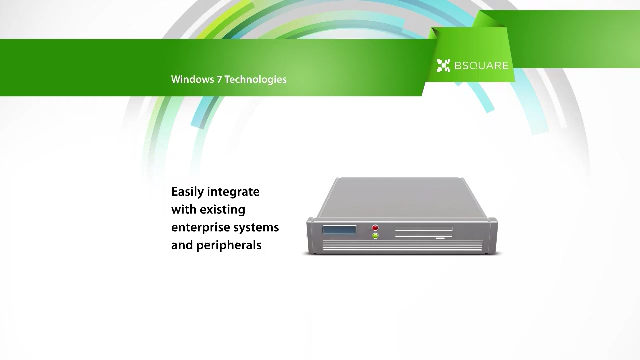 BSQUARE
Windows 7 Technologies
Easily integrate
with existing
enterprise systems
and peripherals